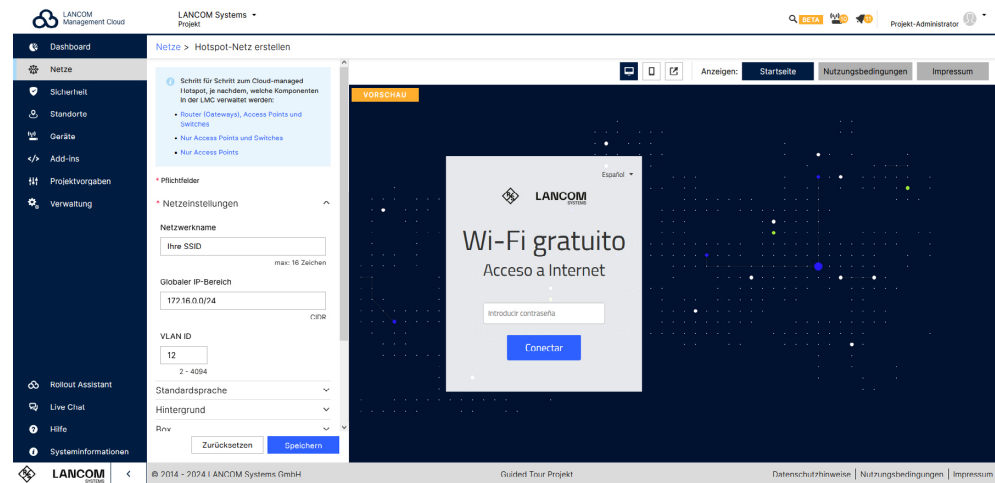 LANCOM
Management Cloud
LANCOM Systems
Projekt
BETA
Projekt-Administrator
Dashboard
Netze
Sicherheit
Standorte
Geräte
Add-ins
Projektvorgaben
Verwaltung
Rollout Assistant
Live Chat
Hilfe
Systeminformationen
LANCOM
SYSTEMS
Netze > Hotspot-Netz erstellen
Schritt für Schritt zum Cloud-managed
Hotspot, je nachdem, welche Komponenten
in der LMC verwaltet werden:
• Router (Gateways), Access Points und
Switches
• Nur Access Points und Switches
• Nur Access Points
* Pflichtfelder
* Netzeinstellungen
Netzwerkname
Ihre SSID
max: 16 Zeichen
Globaler IP-Bereich
172.16.0.0/24
CIDR
VLAN ID
12
2 - 4094
Standardsprache
Hintergrund
Box
Zurücksetzen
Speichern
Anzeigen:
Startseite
Nutzungsbedingungen
Impressum
VORSCHAU
Español
LANCOM
SYSTEMS
Wi-Fi gratuito
Acceso a Internet
Introducir contraseña
Conectar
© 2014 - 2024 LANCOM Systems GmbH
Guided Tour Projekt
Datenschutzhinweise | Nutzungsbedingungen | Impressum